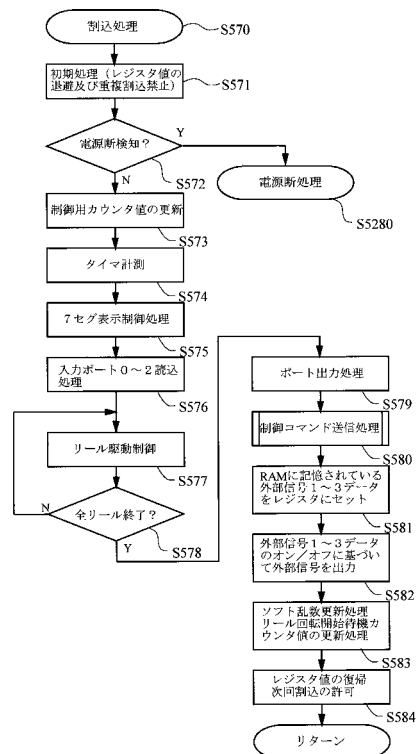 割込処理
S570
初期処理（レジスタ値の
退避及び重複割込禁止）
S571
電源断検知？
Y
N
S572
電源断処理
S5280
制御用カウンタ値の更新
S573
タイマ計測
S574
７セグ表示制御処理
S575
入力ポート０～２読込
処理
S576
リール駆動制御
S577
全リール終了？
N
Y
S578
ポート出力処理
S579
制御コマンド送信処理
S580
RAMに記憶されている
外部信号１～３データ
をレジスタにセット
S581
外部信号１～３データ
のオン／オフに基づい
て外部信号を出力
S582
ソフト乱数更新処理
リール回転開始待機カ
ウンタ値の更新処理
S583
レジスタ値の復帰
次回割込の許可
S584
リターン